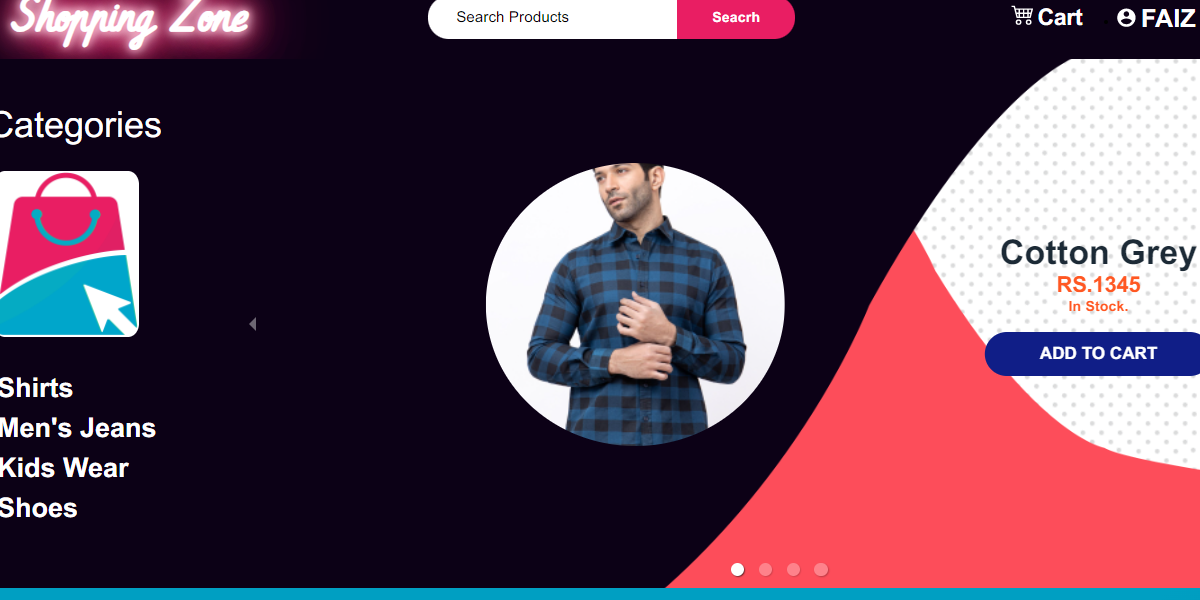 Shopping Zone
Search Products
Seacrh
Cart
FAIZ
Categories
Shirts
Men's Jeans
Kids Wear
Shoes
Cotton Grey
RS.1345
In Stock.
ADD TO CART